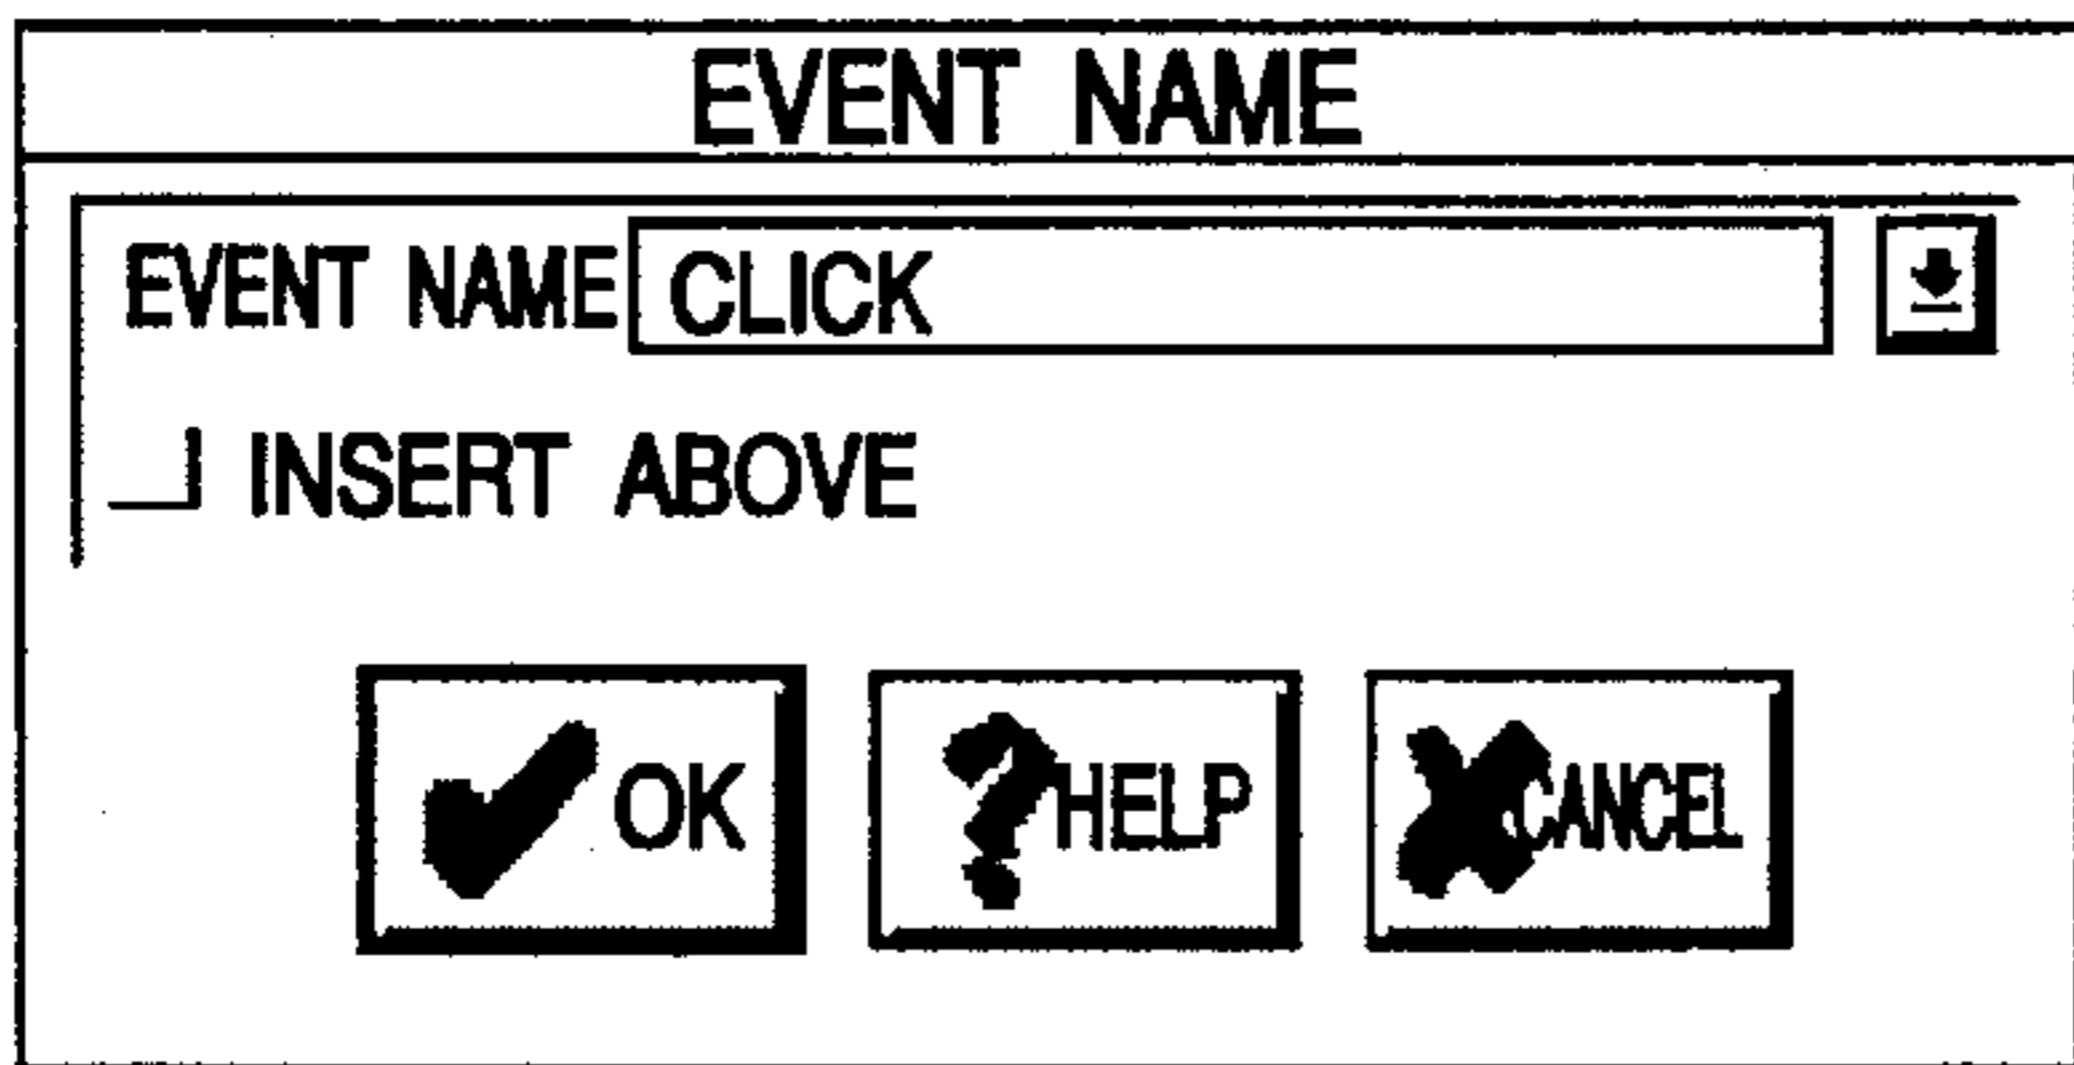 EVENT NAME
EVENT NAME CLICK
INSERT ABOVE
OK HELP CANCEL